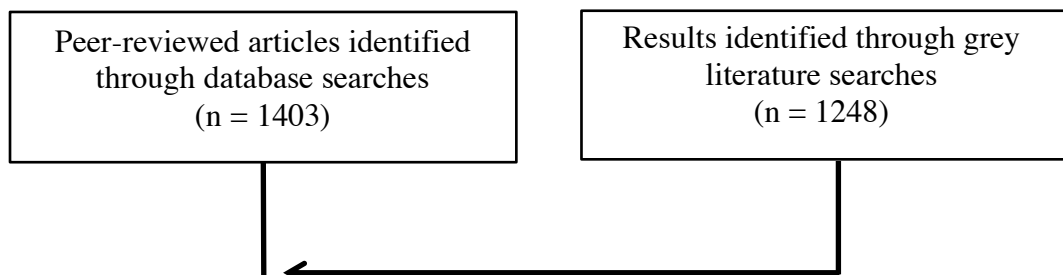 Peer-reviewed articles identified
through database searches
(n = 1403)
Results identified through grey
literature searches
(n = 1248)